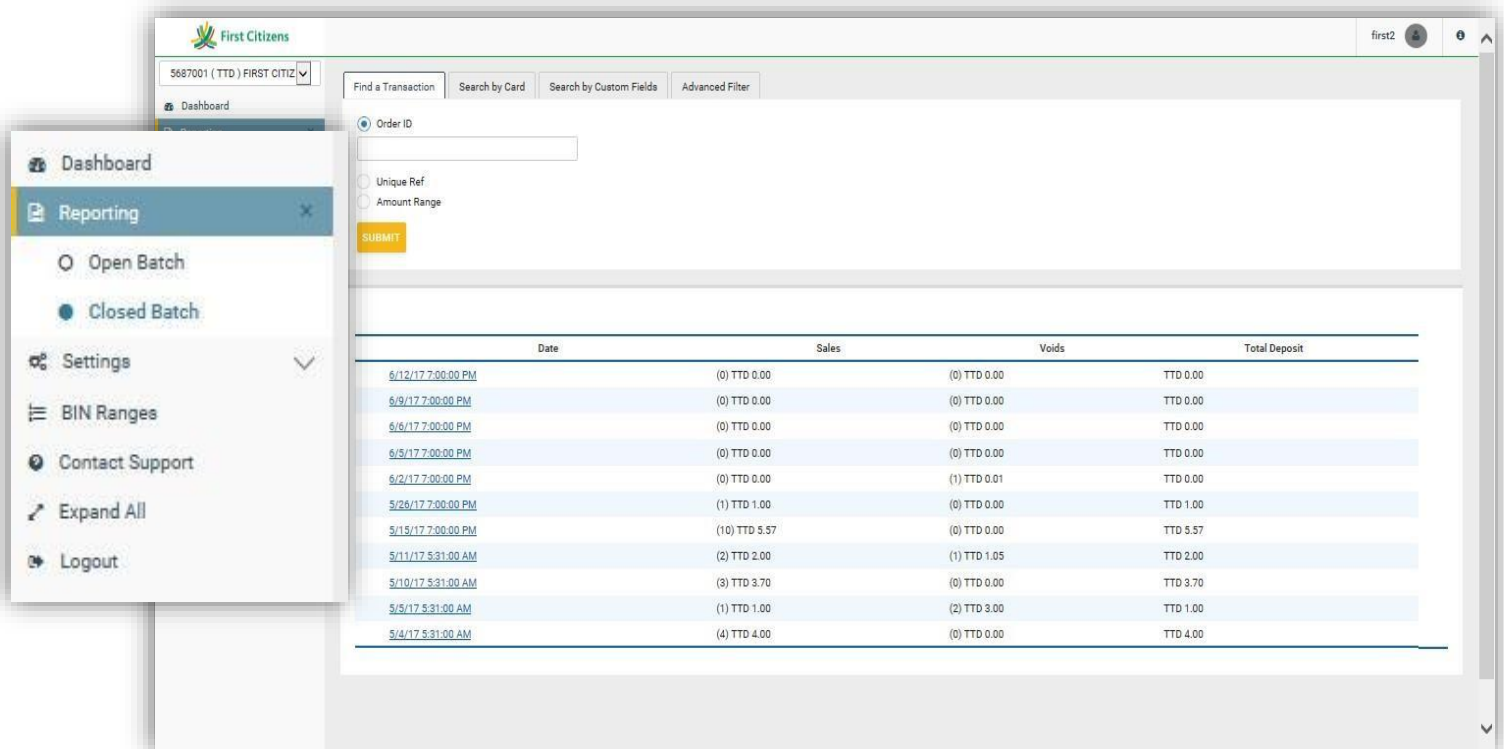 First Citizens
first2
5687001 ( TTD ) FIRST CITIZ
Dashboard
Dashboard
Reporting
Open Batch
Closed Batch
Settings
BIN Ranges
Contact Support
Expand All
Logout
Find a Transaction Search by Card Search by Custom Fields Advanced Filter
Order ID
Unique Ref
Amount Range
SUBMIT
Date Sales Voids Total Deposit
6/12/17 7:00:00 PM (0) TTD 0.00 (0) TTD 0.00 TTD 0.00
6/9/17 7:00:00 PM (0) TTD 0.00 (0) TTD 0.00 TTD 0.00
6/6/17 7:00:00 PM (0) TTD 0.00 (0) TTD 0.00 TTD 0.00
6/5/17 7:00:00 PM (0) TTD 0.00 (0) TTD 0.00 TTD 0.00
6/2/17 7:00:00 PM (0) TTD 0.00 (1) TTD 0.01 TTD 0.00
5/26/17 7:00:00 PM (1) TTD 1.00 (0) TTD 0.00 TTD 1.00
5/15/17 7:00:00 PM (10) TTD 5.57 (0) TTD 0.00 TTD 5.57
5/11/17 5:31:00 AM (2) TTD 2.00 (1) TTD 1.05 TTD 2.00
5/10/17 5:31:00 AM (3) TTD 3.70 (0) TTD 0.00 TTD 3.70
5/5/17 5:31:00 AM (1) TTD 1.00 (2) TTD 3.00 TTD 1.00
5/4/17 5:31:00 AM (4) TTD 4.00 (0) TTD 0.00 TTD 4.00